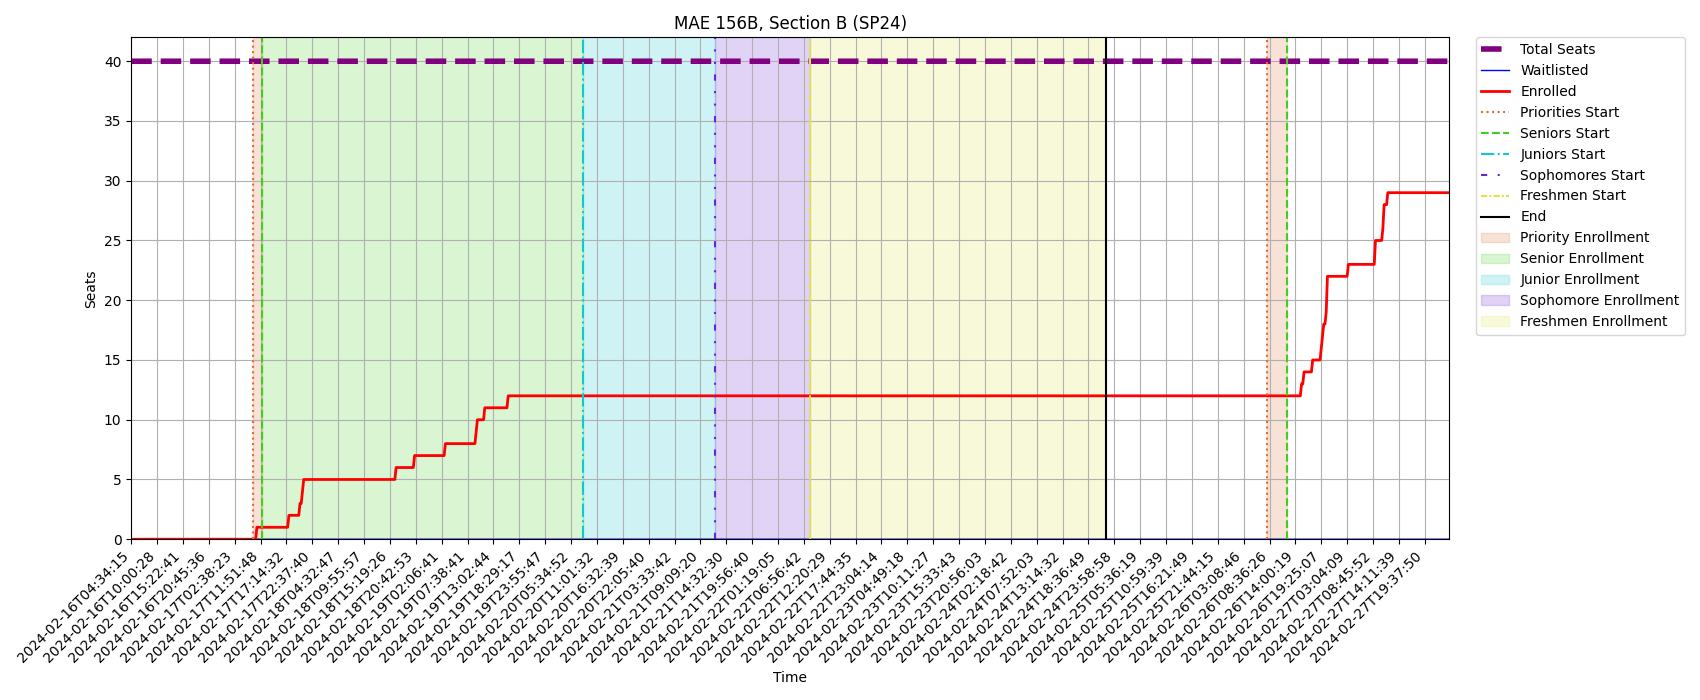 MAE 156B, Section B (SP24)
Seats
40
35
30
25
20
15
10
5
0
2024-02-16T04:34:15
2024-02-16T10:00:28
2024-02-16T15:22:41
2024-02-16T20:45:36
2024-02-17T02:38:23
2024-02-17T11:51:48
2024-02-17T17:14:32
2024-02-17T22:37:40
2024-02-18T04:32:47
2024-02-18T09:55:57
2024-02-18T15:19:26
2024-02-18T20:42:53
2024-02-19T02:06:41
2024-02-19T07:38:41
2024-02-19T13:02:44
2024-02-19T18:29:17
2024-02-19T23:55:47
2024-02-20T05:34:52
2024-02-20T11:01:32
2024-02-20T16:32:39
2024-02-20T22:05:40
2024-02-21T03:33:42
2024-02-21T09:09:20
2024-02-21T14:32:30
2024-02-21T19:56:40
2024-02-22T01:19:05
2024-02-22T06:56:42
2024-02-22T12:20:29
2024-02-22T17:44:35
2024-02-22T23:04:14
2024-02-23T04:49:18
2024-02-23T10:11:27
2024-02-23T15:33:43
2024-02-23T20:56:03
2024-02-24T02:18:42
2024-02-24T07:52:03
2024-02-24T13:14:32
2024-02-24T18:36:49
2024-02-24T23:58:58
2024-02-25T05:36:19
2024-02-25T10:59:39
2024-02-25T16:21:49
2024-02-25T21:44:15
2024-02-26T03:08:46
2024-02-26T08:36:26
2024-02-26T14:00:19
2024-02-26T19:25:07
2024-02-27T03:04:09
2024-02-27T08:45:52
2024-02-27T14:11:39
2024-02-27T19:37:50
Time
Total Seats
Waitlisted
Enrolled
Priorities Start
Seniors Start
Juniors Start
Sophomores Start
Freshmen Start
End
Priority Enrollment
Senior Enrollment
Junior Enrollment
Sophomore Enrollment
Freshmen Enrollment